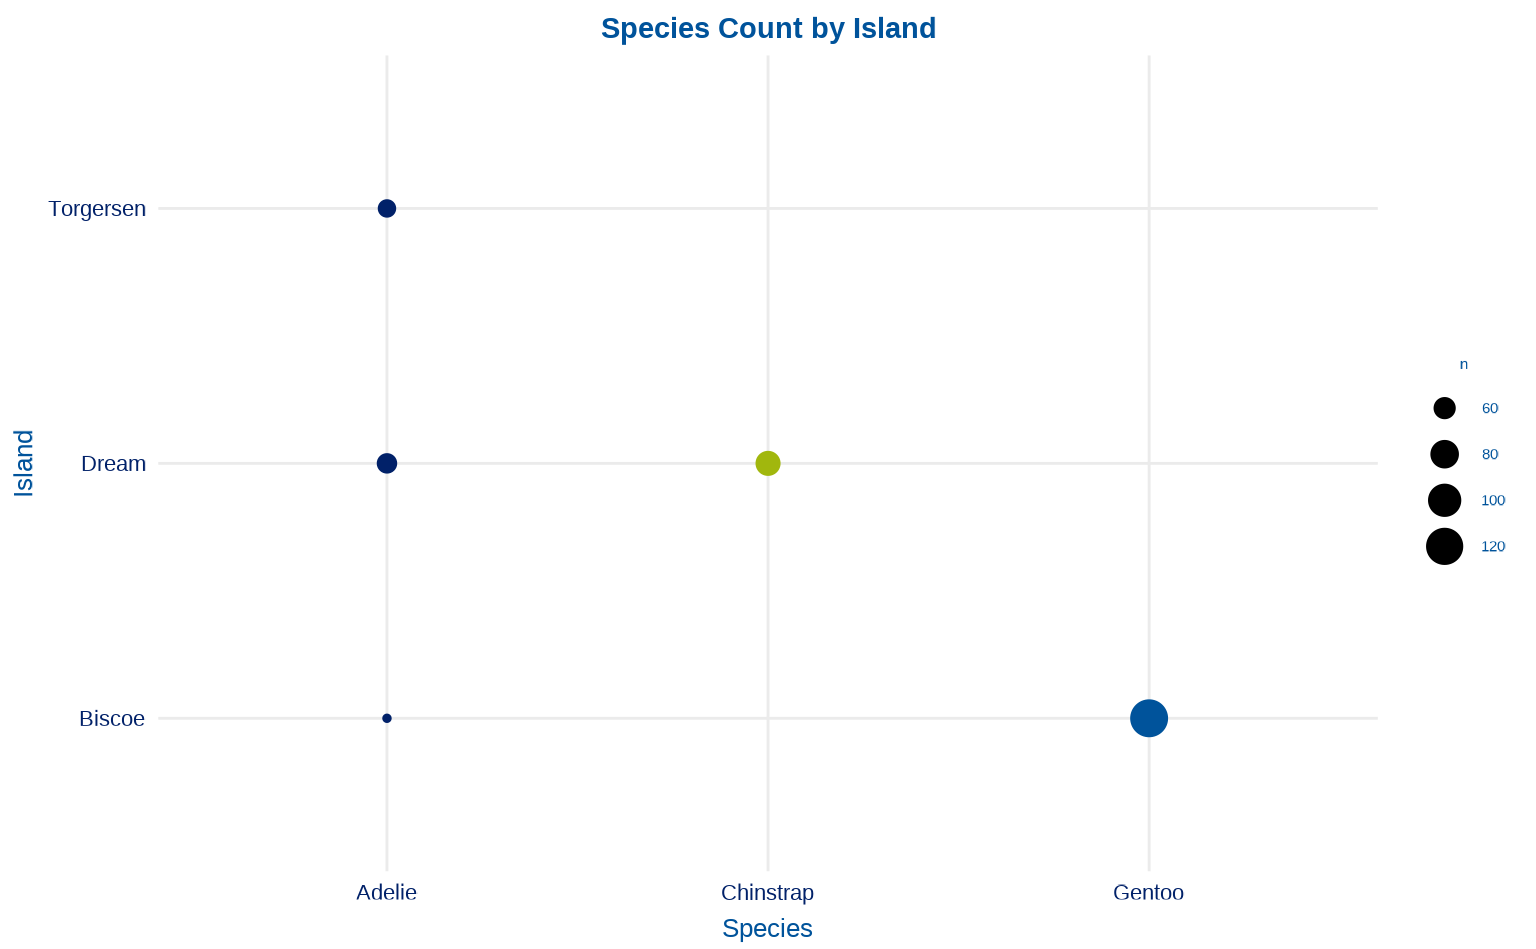 Species Count by Island
Torgersen
Dream
Biscoe
Island
Adelie
Chinstrap
Gentoo
Species
n
60
80
100
120